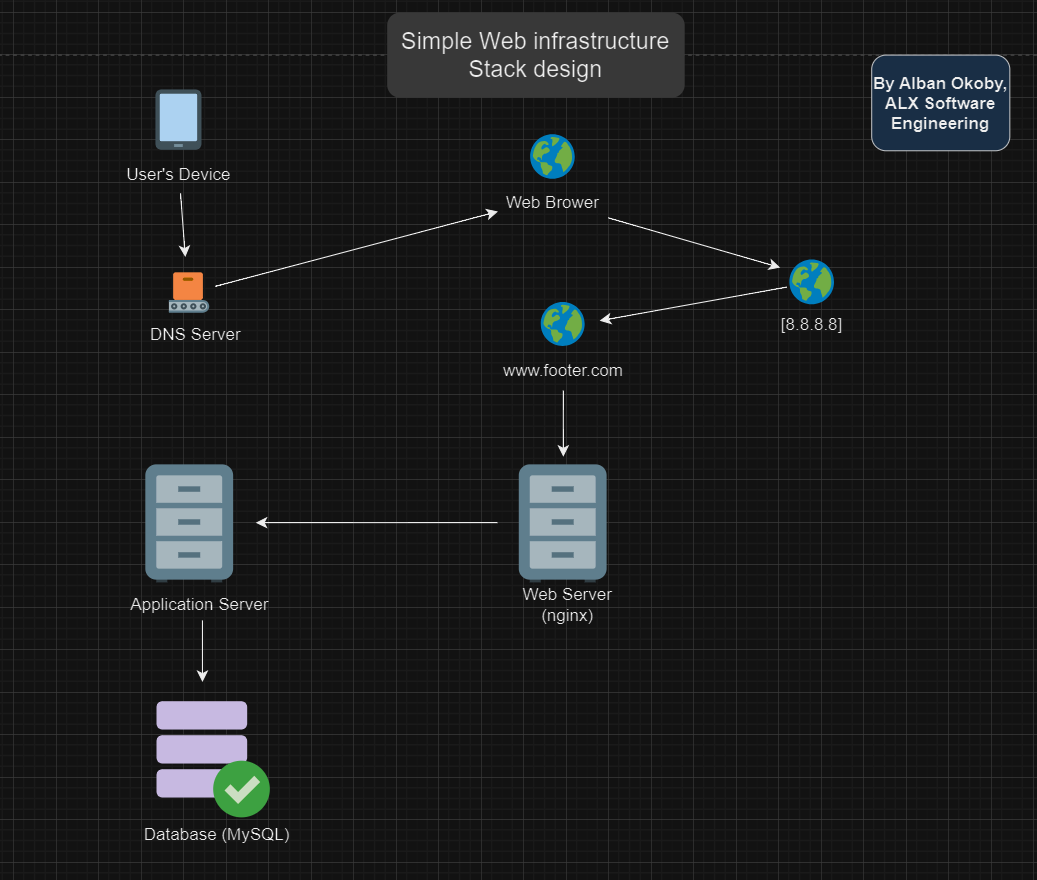 Simple Web infrastructure
Stack design
By Alban Okoby,
ALX Software
Engineering
User's Device
Web Brower
DNS Server
[8.8.8.8]
www.footer.com
Application Server
Web Server
(nginx)
Database (MySQL)